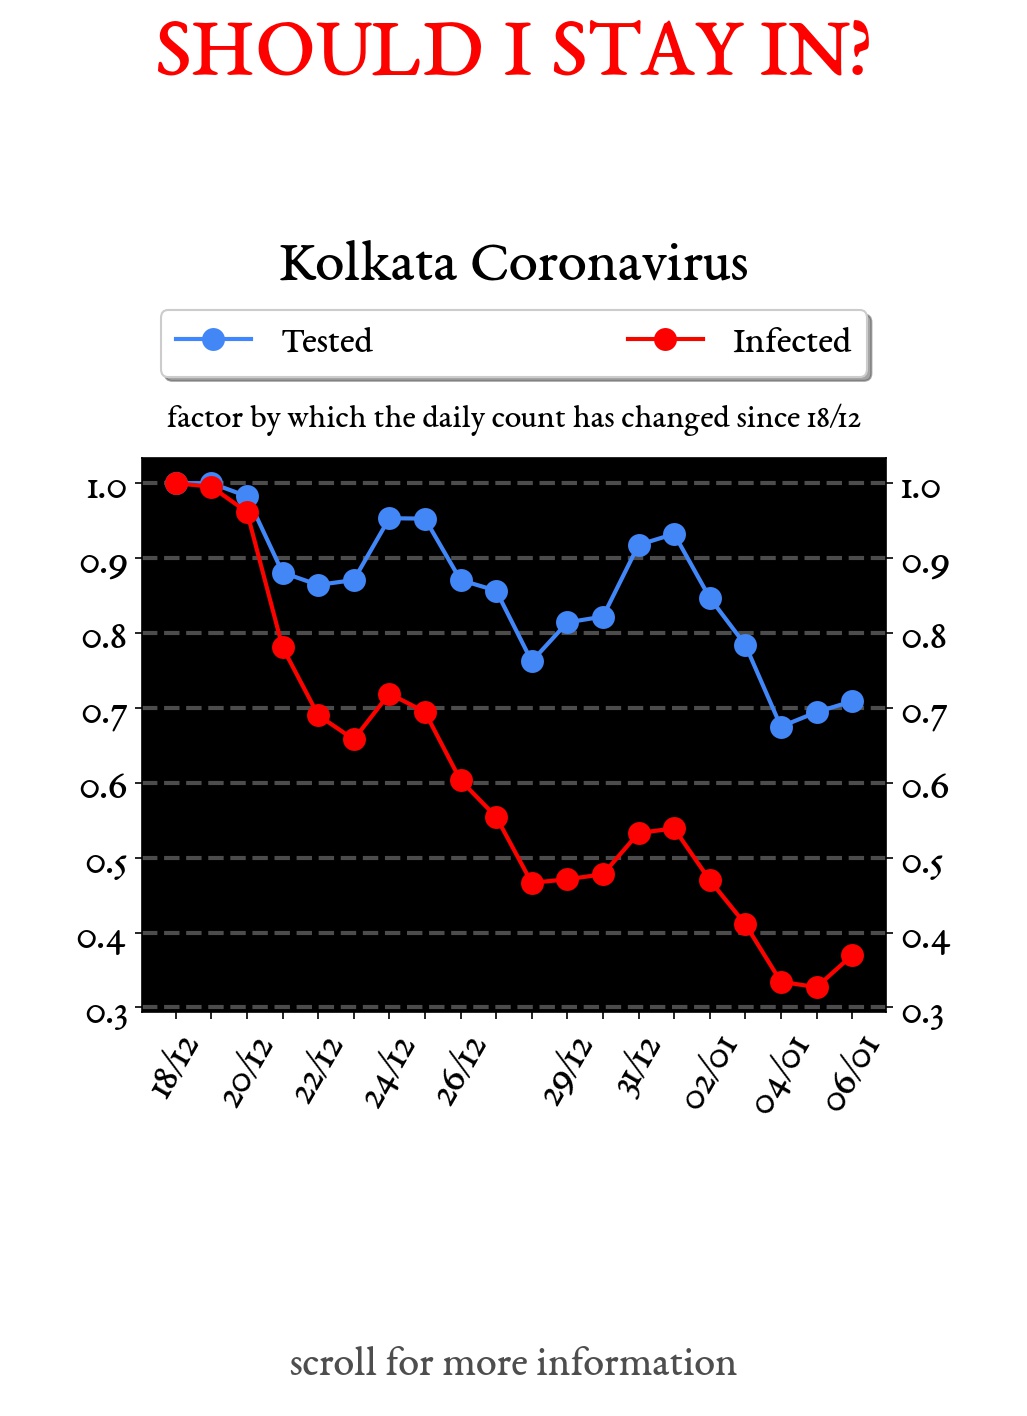 SHOULD I STAY IN?
Kolkata Coronavirus
Tested Infected
factor by which the daily count has changed since 18/12
1.0 1.0
0.9 0.9
0.8 0.8
0.7 0.7
0.6 0.6
0.5 0.5
0.4 0.4
0.3 0.3
18/12 20/12 22/12 24/12 26/12 29/12 31/12 02/01 04/01 06/01
scroll for more information